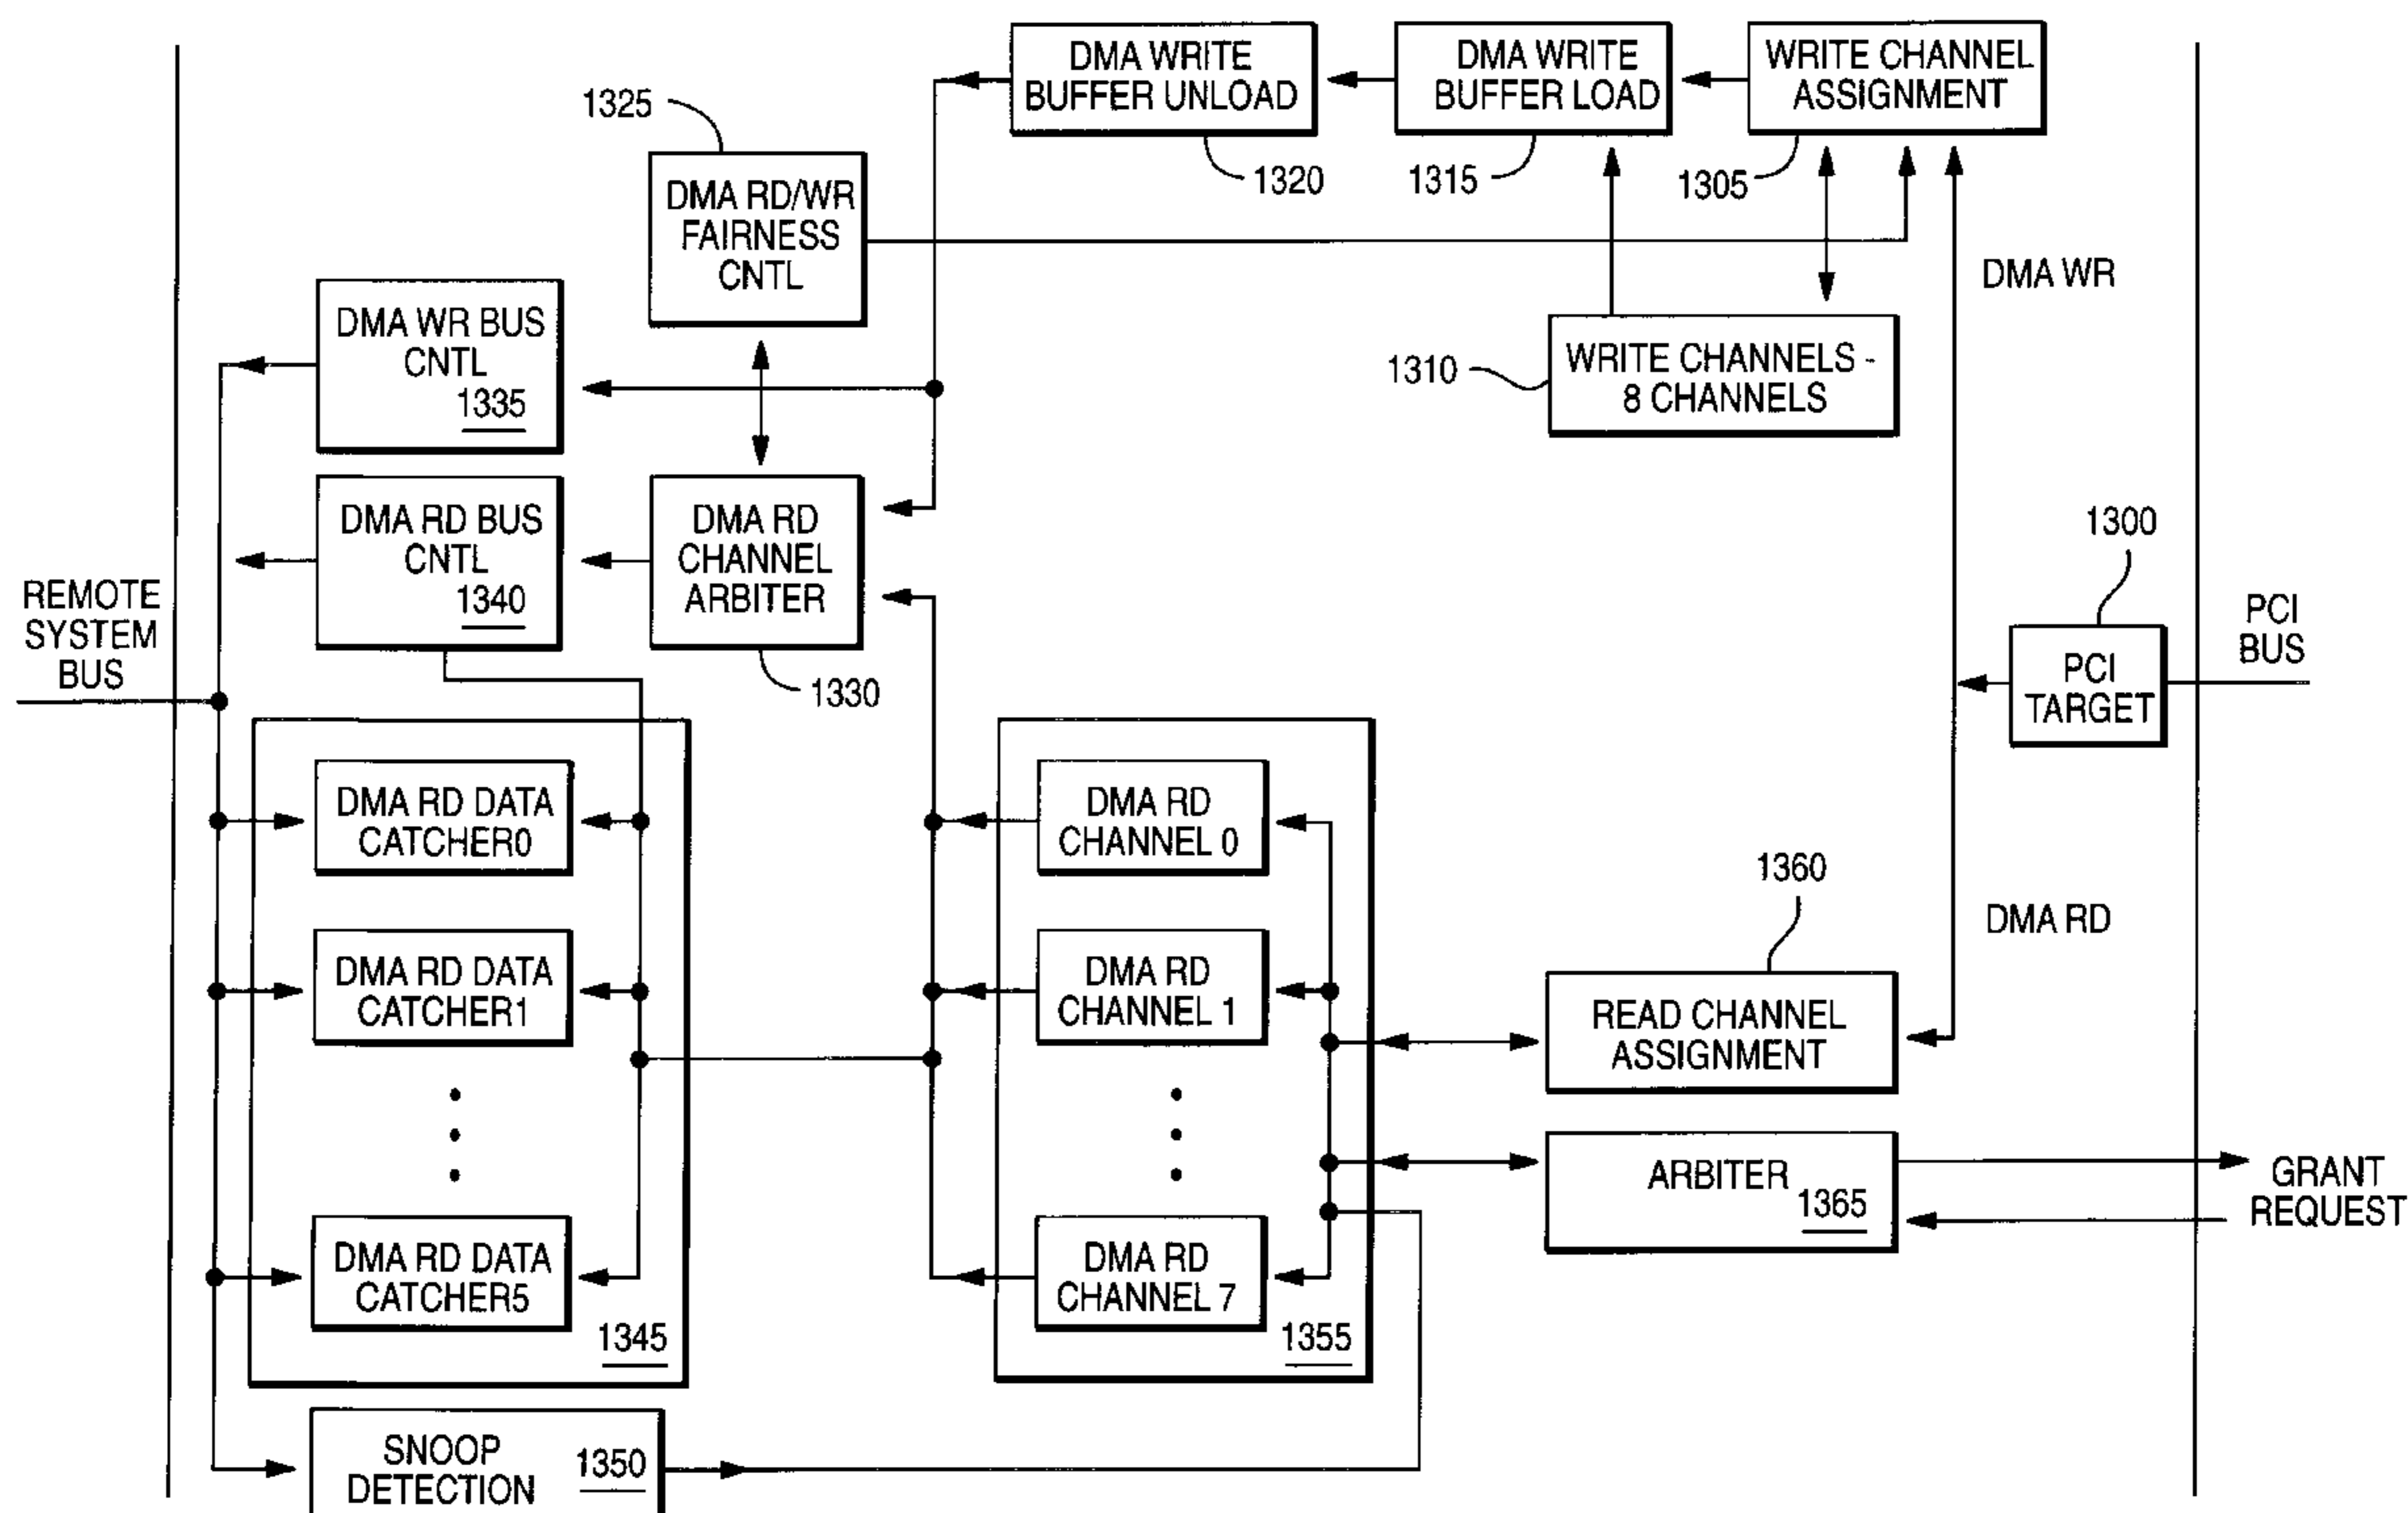 DMA WRITE
BUFFER UNLOAD
1320
DMA WRITE
BUFFER LOAD
1315
WRITE CHANNEL
ASSIGNMENT
1305
1325
DMA RD/WR
FAIRNESS
CNTL
DMA WR
DMA WR BUS
CNTL
1335
1310
WRITE CHANNELS -
8 CHANNELS
DMA RD BUS
CNTL
1340
DMA RD
CHANNEL
ARBITER
1330
1300
REMOTE
SYSTEM
BUS
PCI
TARGET
PCI
BUS
DMA RD DATA
CATCHER0
DMA RD DATA
CATCHER1
DMA RD DATA
CATCHER5
1345
DMA RD
CHANNEL 0
DMA RD
CHANNEL 1
DMA RD
CHANNEL 7
1355
1360
DMA RD
READ CHANNEL
ASSIGNMENT
ARBITER
1365
GRANT
REQUEST
SNOOP
DETECTION
1350